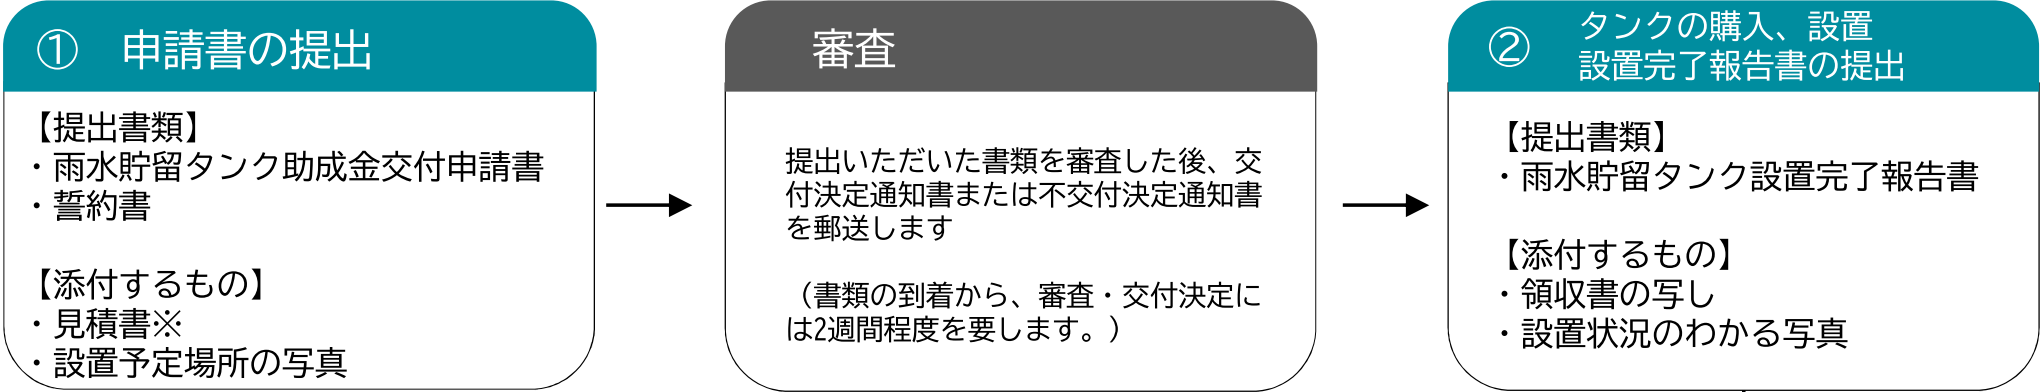 ① 申請書の提出
【提出書類】
・雨水貯留タンク助成金交付申請書
・誓約書
【添付するもの】
・見積書※
・設置予定場所の写真
審査
提出いただいた書類を審査した後、交
付決定通知書または不交付決定通知書
を郵送します
（書類の到着から、審査・交付決定に
は2週間程度を要します。）
② タンクの購入、設置
設置完了報告書の提出
【提出書類】
・雨水貯留タンク設置完了報告書
【添付するもの】
・領収書の写し
・設置状況のわかる写真